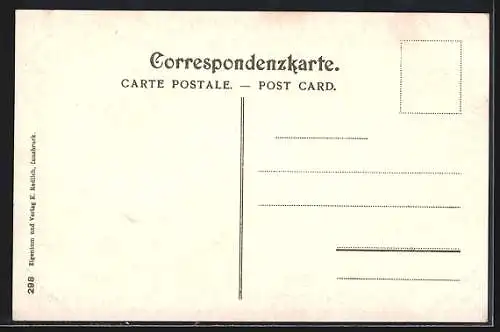 Correspondenzkarte.
CARTE POSTALE. — POST CARD.
298 Eigentum und Verlag E. Redlich, Innsbruck.